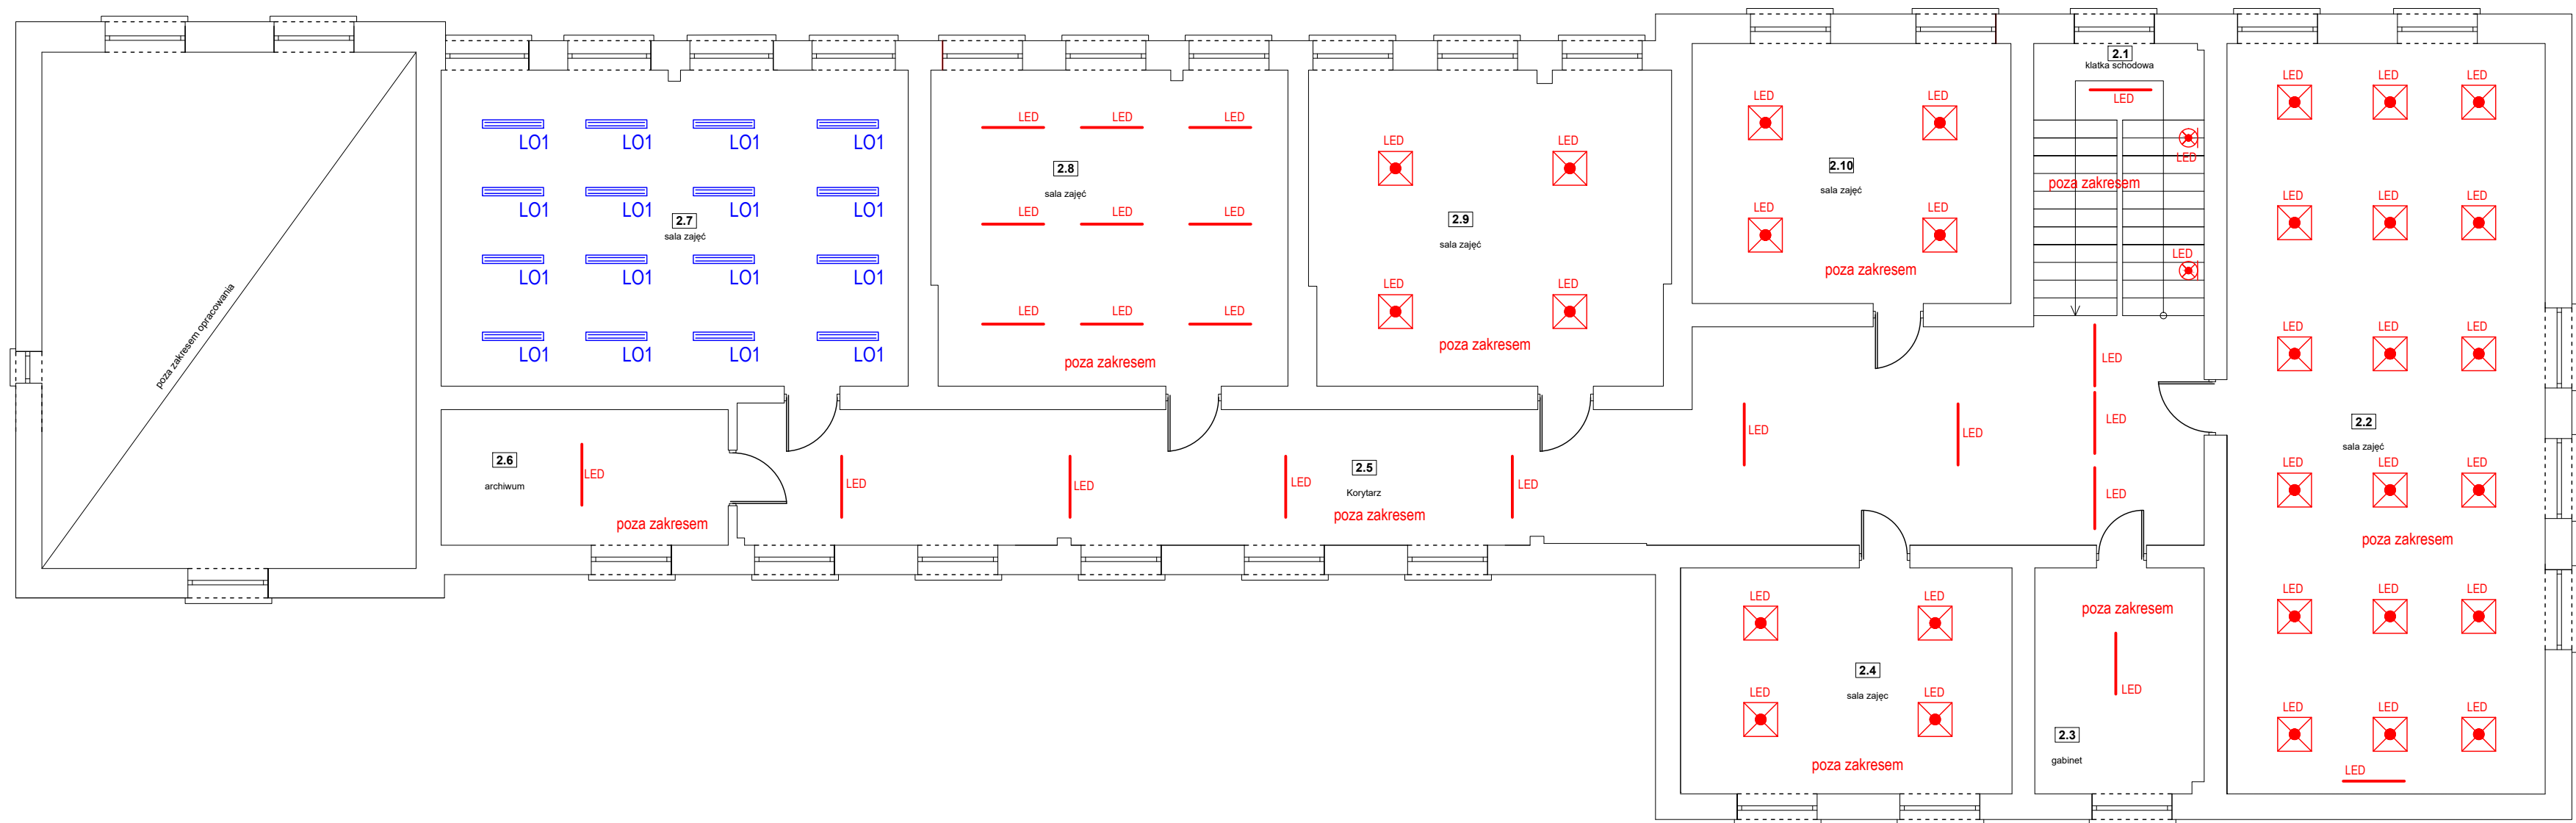 poza zakresem opracowania
LO1 LO1 LO1 LO1
LO1 LO1 LO1 LO1
2.7
sala zajęć
LO1 LO1 LO1 LO1
LO1 LO1 LO1 LO1
LED LED LED
2.8
sala zajęć
LED LED LED
LED LED LED
poza zakresem
LED LED
2.9
sala zajęć
LED LED
poza zakresem
LED LED
2.10
sala zajęć
LED LED
poza zakresem
2.1
klatka schodowa
LED
LED
poza zakresem
LED
LED LED LED
LED LED LED
LED LED LED
2.2
sala zajęć
LED LED LED
poza zakresem
LED LED LED
LED LED LED
LED
2.6
archiwum
LED
poza zakresem
LED
LED
LED
2.5
Korytarz
poza zakresem
LED
LED
LED
LED
LED
LED
LED LED
2.4
sala zajęc
LED LED
poza zakresem
poza zakresem
LED
2.3
gabinet